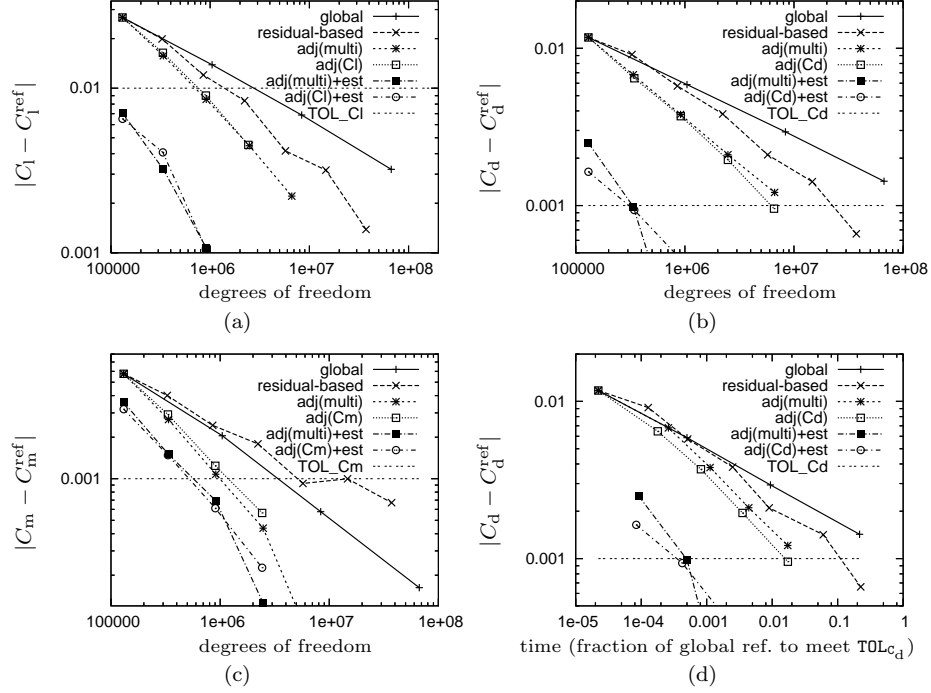 global
residual-based
adj(multi)
adj(Cl)
adj(multi)+est
adj(Cl)+est
TOL_Cl
0.01
0.001
|C_l − C_l^ref|
100000 1e+06 1e+07 1e+08
degrees of freedom
(a)
global
residual-based
adj(multi)
adj(Cd)
adj(multi)+est
adj(Cd)+est
TOL_Cd
0.01
0.001
|C_d − C_d^ref|
100000 1e+06 1e+07 1e+08
degrees of freedom
(b)
global
residual-based
adj(multi)
adj(Cm)
adj(multi)+est
adj(Cm)+est
TOL_Cm
0.001
|C_m − C_m^ref|
100000 1e+06 1e+07 1e+08
degrees of freedom
(c)
global
residual-based
adj(multi)
adj(Cd)
adj(multi)+est
adj(Cd)+est
TOL_Cd
0.01
0.001
|C_d − C_d^ref|
1e-05 1e-04 0.001 0.01 0.1 1
time (fraction of global ref. to meet TOL_C_d)
(d)